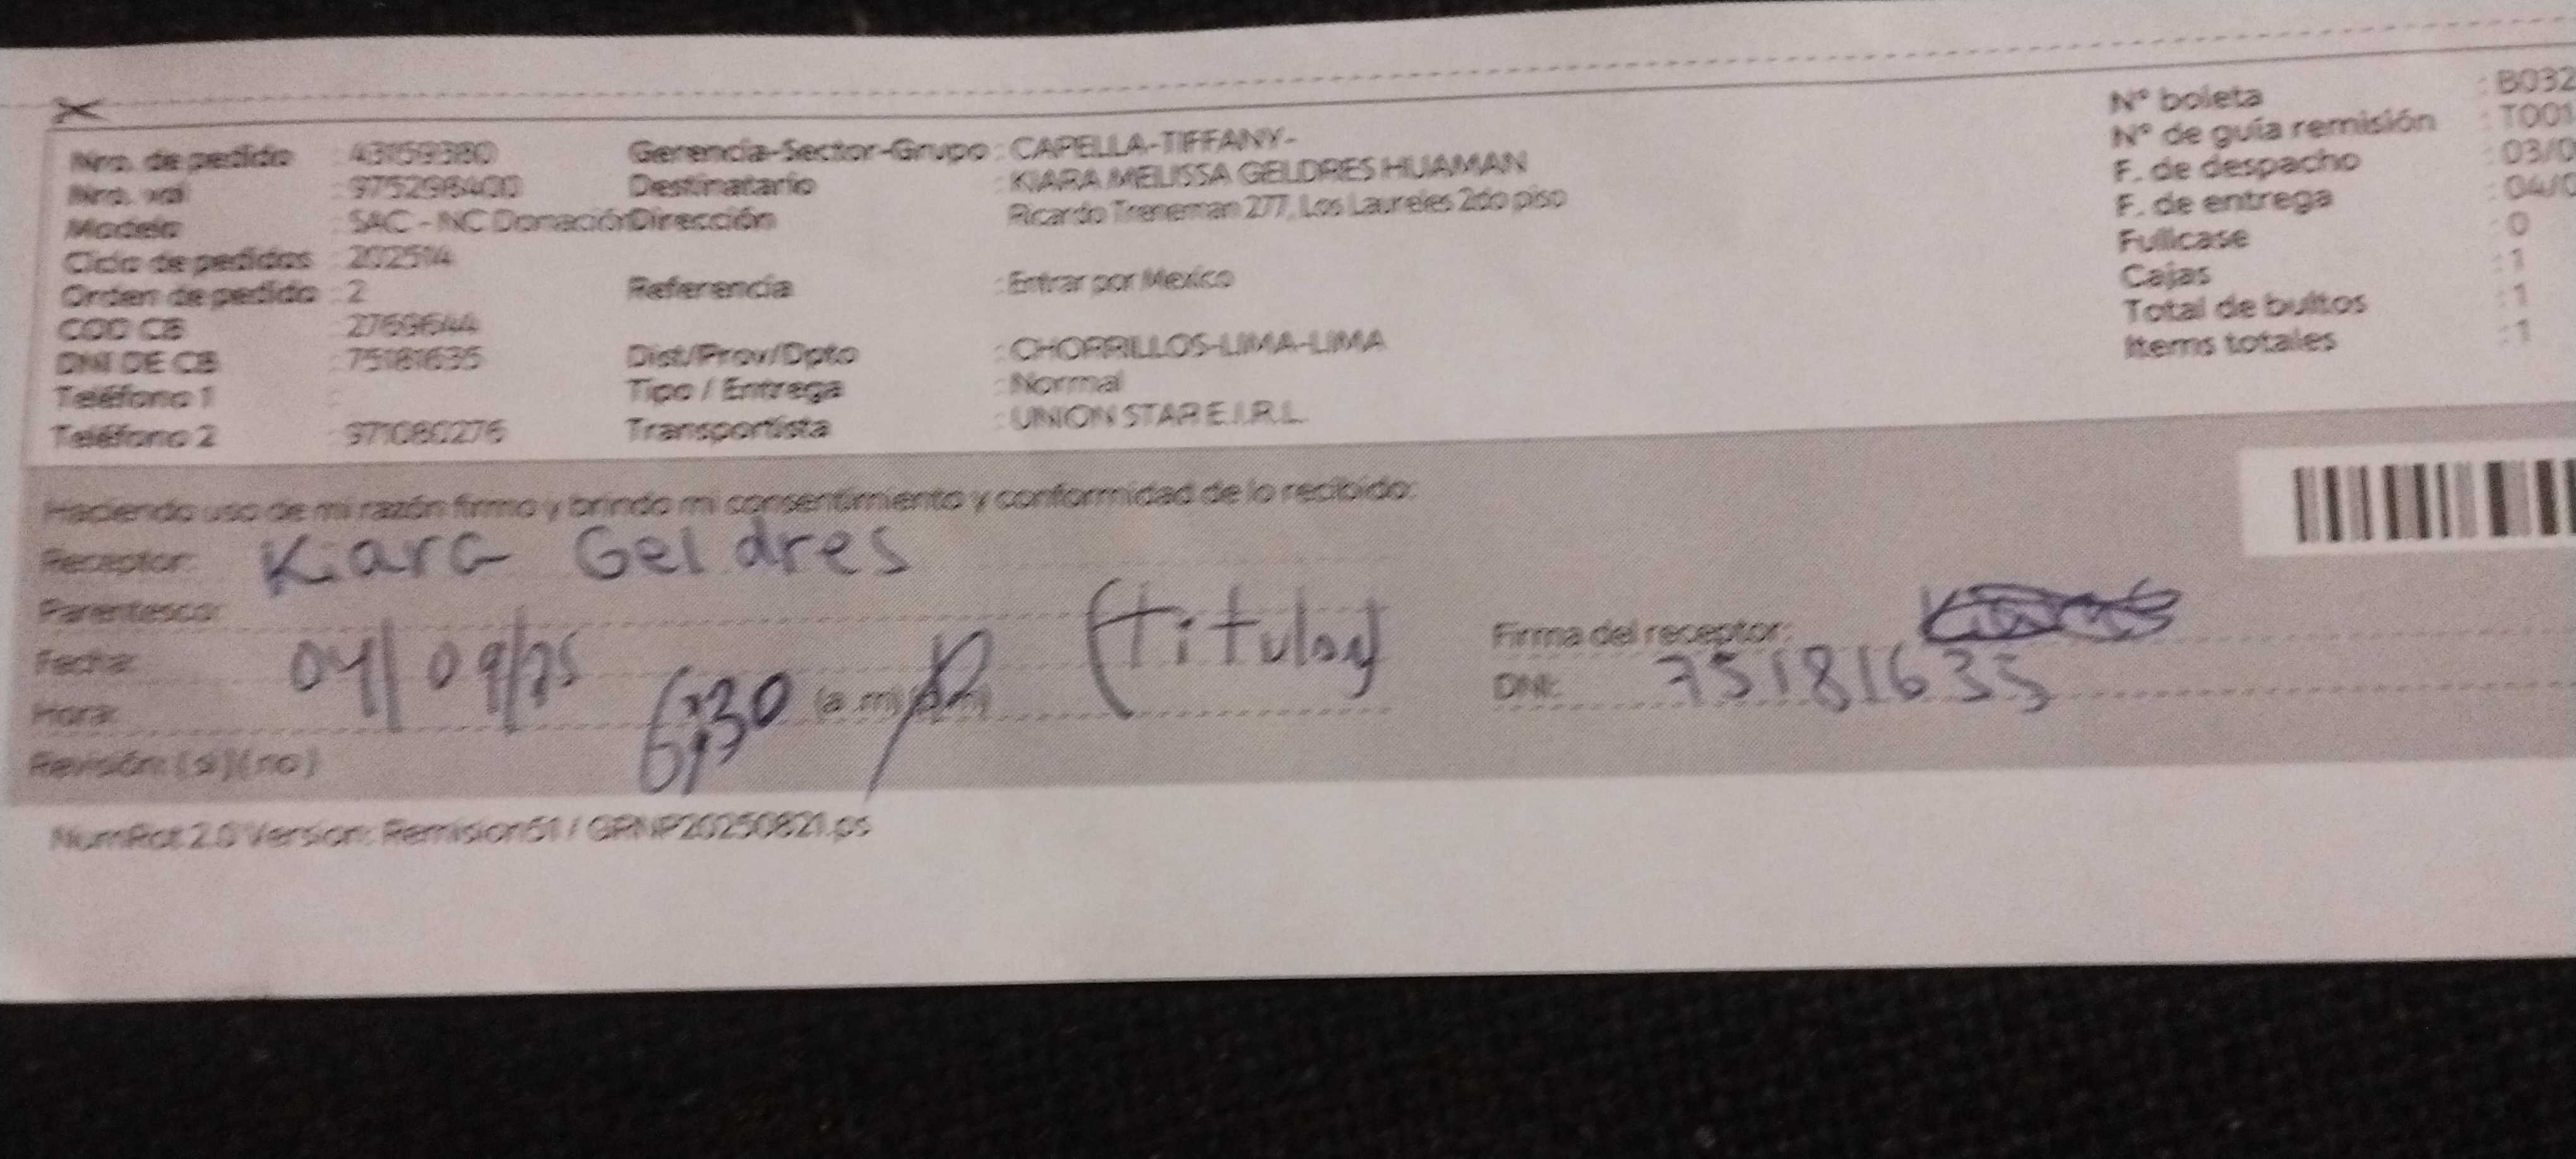 Nro. de pedido : 43159380 Gerencia-Sector-Grupo : CAPELLA-TIFFANY- Nº boleta : B032
Nro. val : 975296400 Destinatario : KIARA MELISSA GELDRES HUAMAN Nº de guía remisión : T001
Modelo : SAC - NC Donación Dirección : Ricardo Treneman 277, Los Laureles 2do piso F. de despacho : 03/0
Ciclo de pedidos : 202514 F. de entrega : 04/0
Orden de pedido : 2 Referencia : Entrar por Mexico Fullcase : 0
COD CB : 2769644 Cajas : 1
DNI DE CB : 75181635 Dist/Prov/Dpto : CHORRILLOS-LIMA-LIMA Total de bultos : 1
Teléfono 1 : Tipo / Entrega : Normal Items totales : 1
Teléfono 2 : 971080276 Transportista : UNION STAR E.I.R.L.
Haciendo uso de mi razón firmo y brindo mi consentimiento y conformidad de lo recibido:
Receptor: Kiara Geldres
Parentesco: (titular) Firma del receptor:
Fecha: 04/09/25 DNI: 75181635
Hora: 6:30 (a.m) (p.m)
Revisión: (si) (no)
NumRot 2.0 Version: Remision51 / GRNP20250821.ps